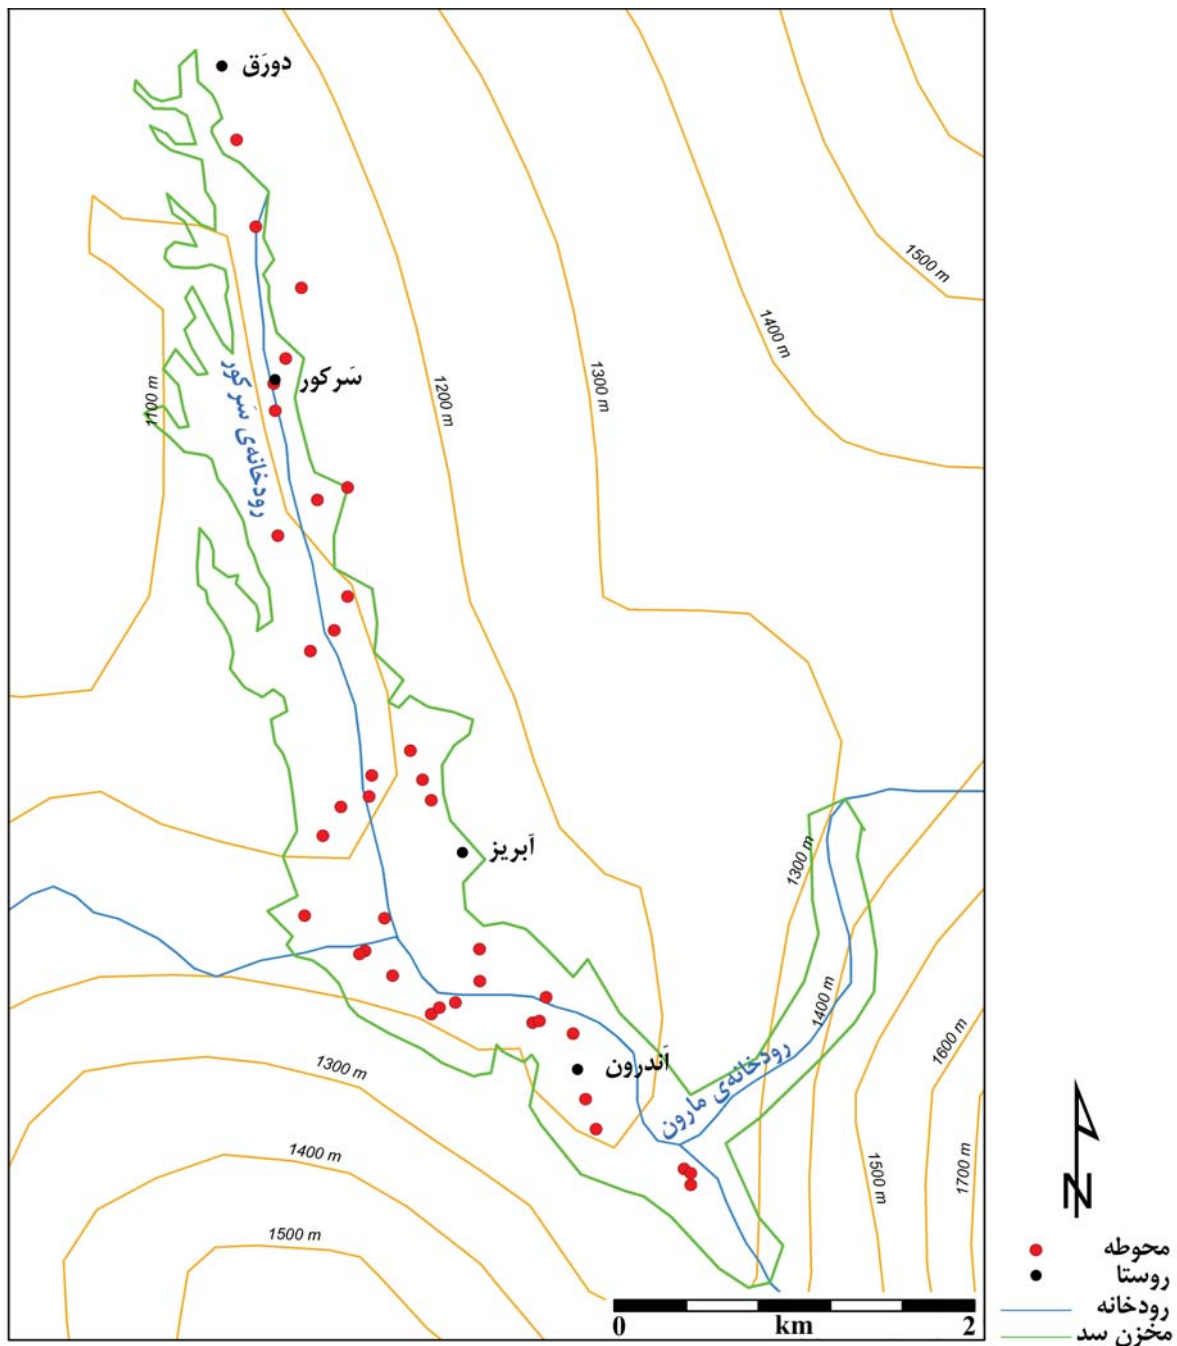 دورَق
1500 m
1400 m
1300 m
1200 m
1100 m
سَرکور
رودخانه‌ی سَرکور
آبریز
1300 m
1400 m
اَندرون
رودخانه‌ی مارون
1600 m
1300 m
1400 m
1500 m
1700 m
1500 m
N
محوطه
روستا
رودخانه
مخزن سد
0 km 2